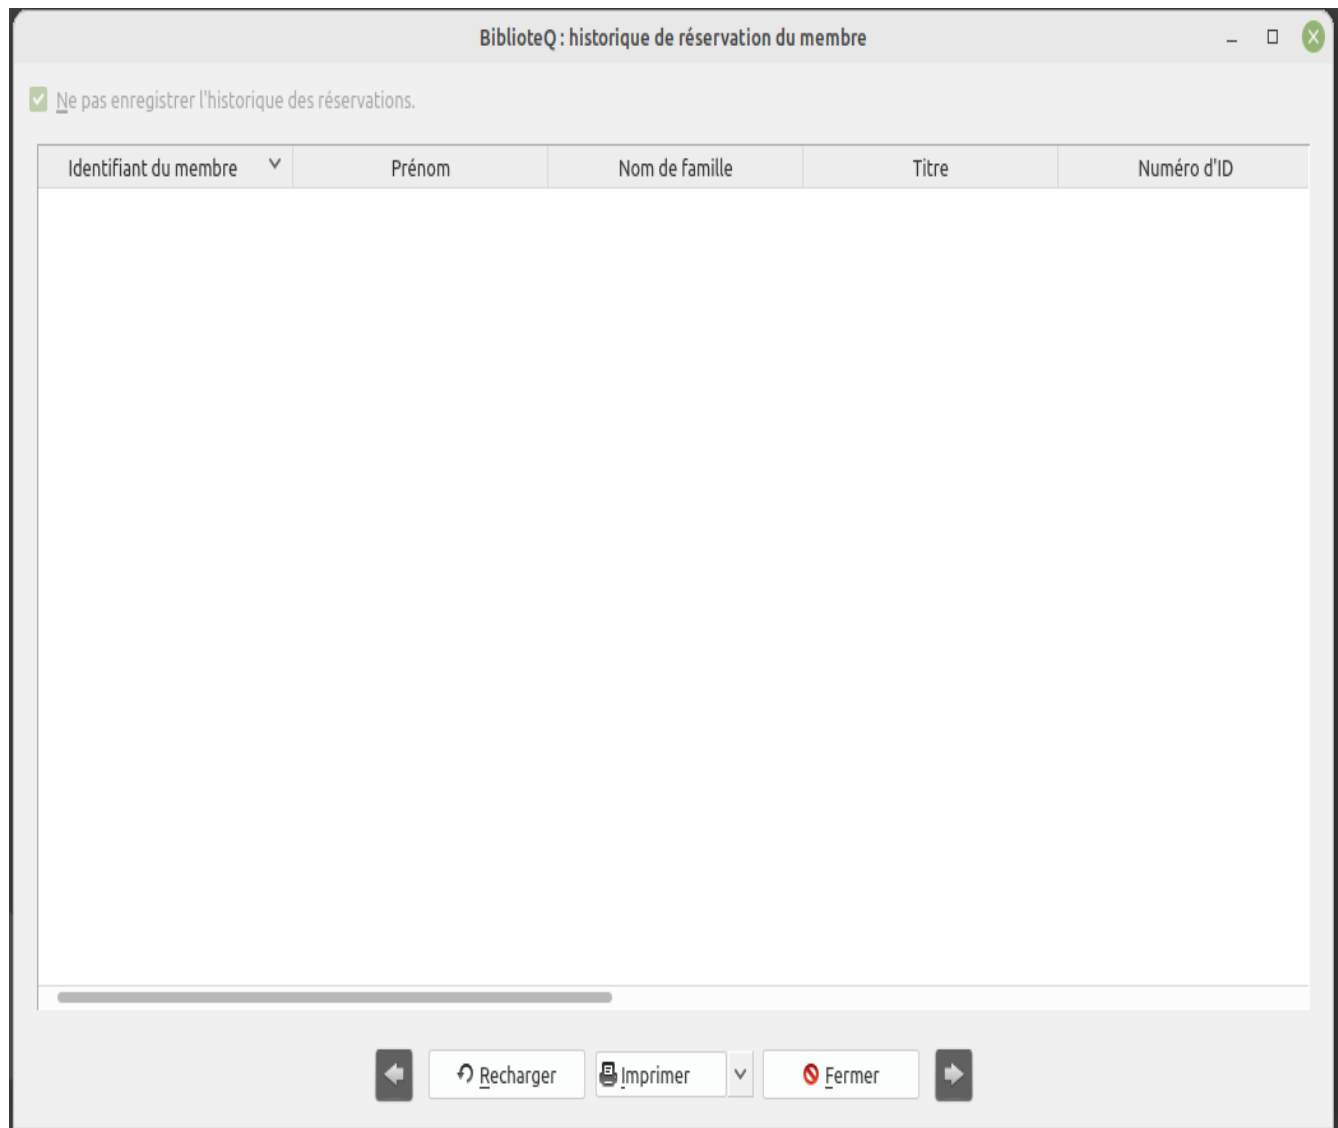 BiblioteQ : historique de réservation du membre
Ne pas enregistrer l'historique des réservations.
Identifiant du membre Prénom Nom de famille Titre Numéro d'ID
Recharger Imprimer Fermer